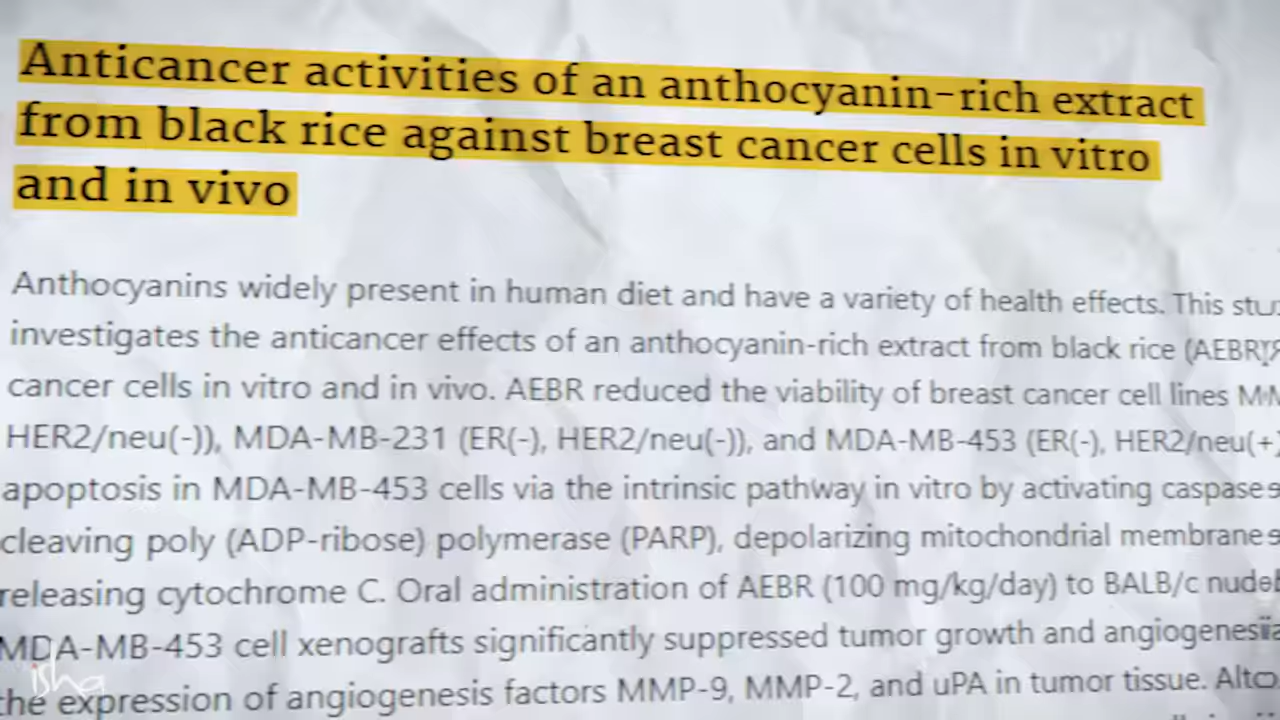 Anticancer activities of an anthocyanin-rich extract
from black rice against breast cancer cells in vitro
and in vivo
Anthocyanins widely present in human diet and have a variety of health effects. This
investigates the anticancer effects of an anthocyanin-rich extract from black rice (AEBR)
cancer cells in vitro and in vivo. AEBR reduced the viability of breast cancer cell lines
HER2/neu(-)), MDA-MB-231 (ER(-), HER2/neu(-)), and MDA-MB-453 (ER(-), HER2/neu(+)
apoptosis in MDA-MB-453 cells via the intrinsic pathway in vitro by activating caspase
cleaving poly (ADP-ribose) polymerase (PARP), depolarizing mitochondrial membrane
releasing cytochrome C. Oral administration of AEBR (100 mg/kg/day) to BALB/c nude
MDA-MB-453 cell xenografts significantly suppressed tumor growth and angiogenesis
the expression of angiogenesis factors MMP-9, MMP-2, and uPA in tumor tissue.
isha